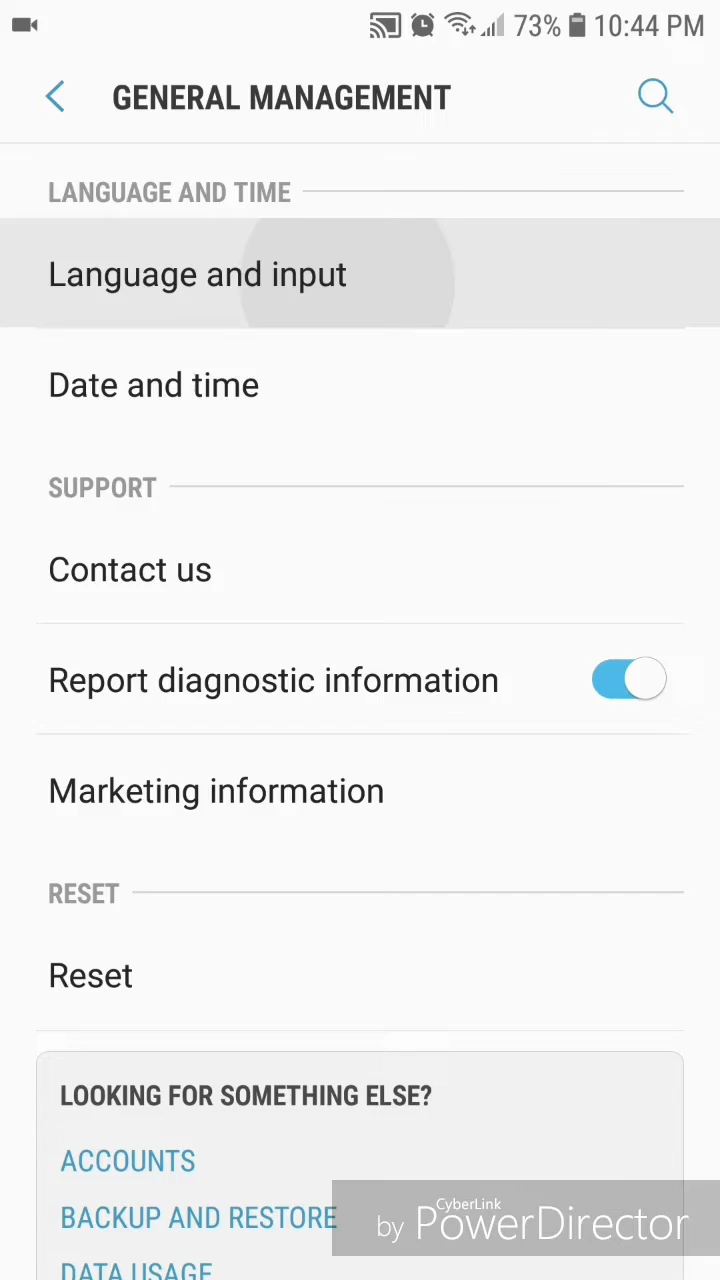 73% 10:44 PM
GENERAL MANAGEMENT
LANGUAGE AND TIME
Language and input
Date and time
SUPPORT
Contact us
Report diagnostic information
Marketing information
RESET
Reset
LOOKING FOR SOMETHING ELSE?
ACCOUNTS
BACKUP AND RESTORE
DATA USAGE
CyberLink
by PowerDirector